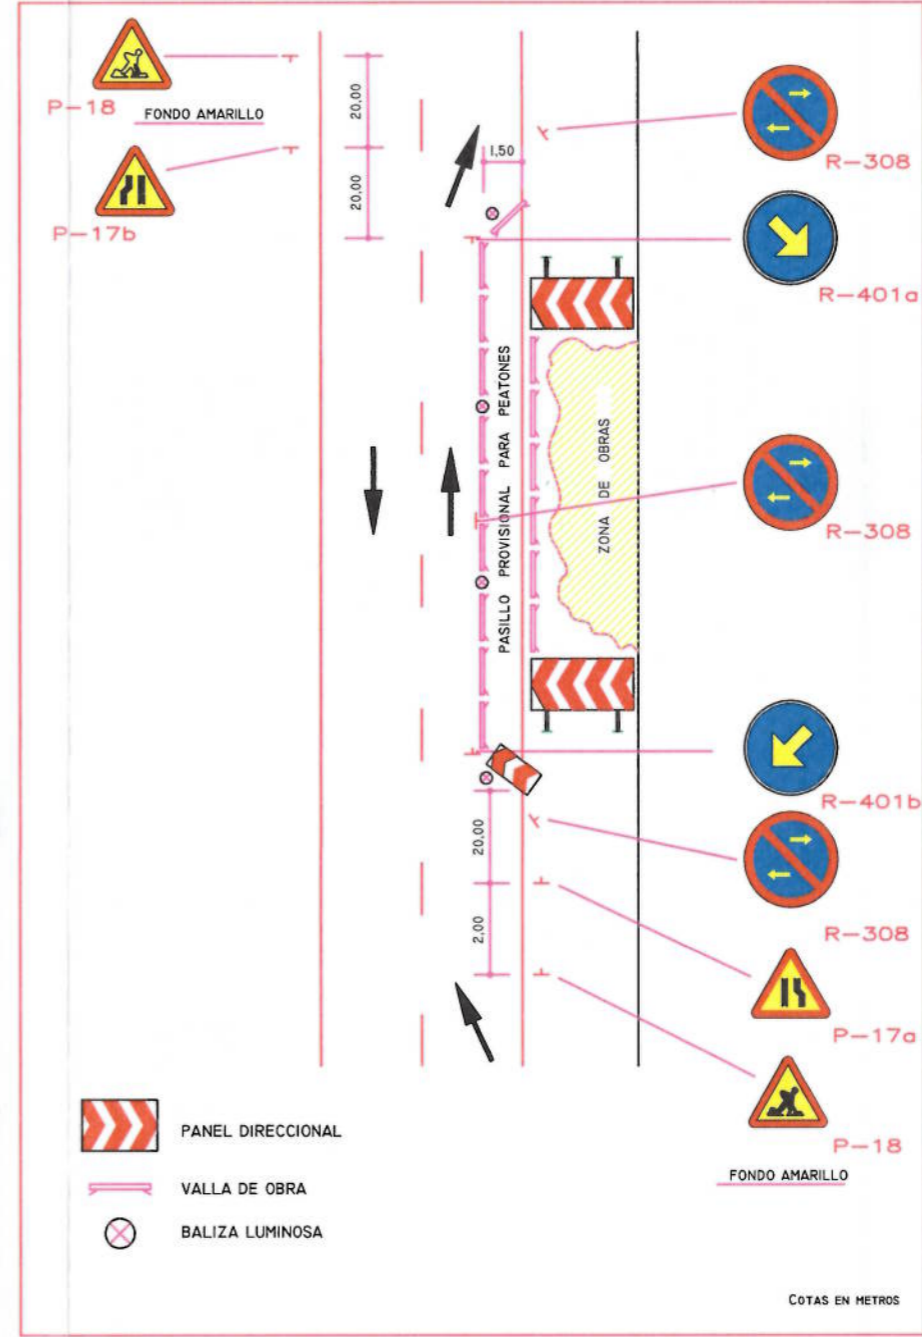 P-18
FONDO AMARILLO
P-17b
20,00
20,00
1,50
R-308
R-401a
PASILLO PROVISIONAL PARA PEATONES
ZONA DE OBRAS
R-308
R-401b
20,00
2,00
R-308
P-17a
P-18
FONDO AMARILLO
PANEL DIRECCIONAL
VALLA DE OBRA
BALIZA LUMINOSA
COTAS EN METROS